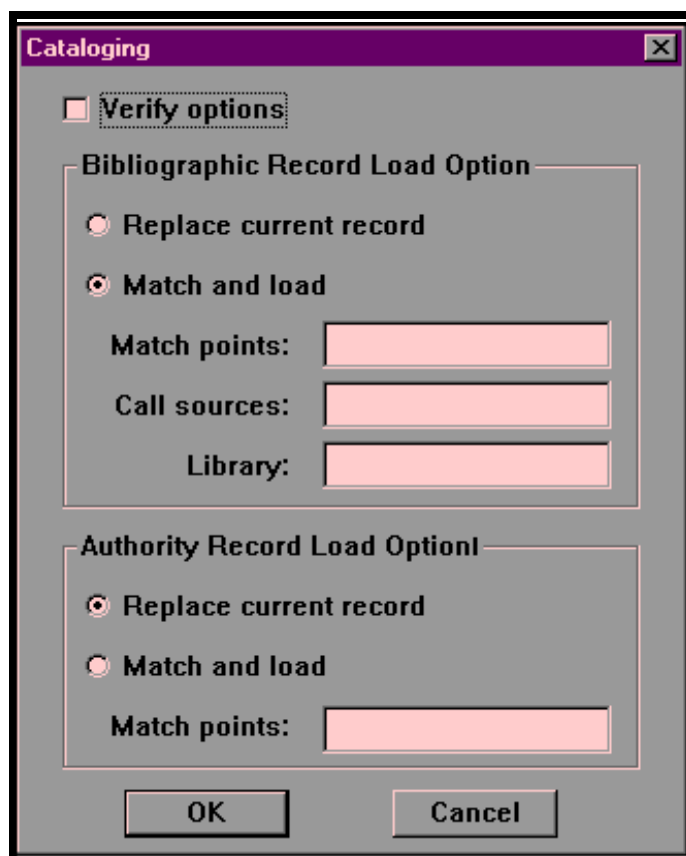 Cataloging
Verify options
Bibliographic Record Load Option
Replace current record
Match and load
Match points:
Call sources:
Library:
Authority Record Load Optionl
Replace current record
Match and load
Match points:
OK Cancel